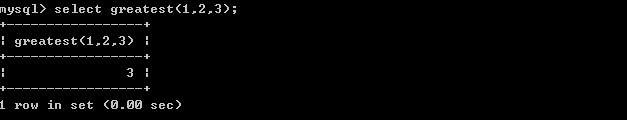 mysql> select greatest(1,2,3);
+-----------------+
¦ greatest(1,2,3) ¦
+-----------------+
¦               3 ¦
+-----------------+
1 row in set (0.00 sec)